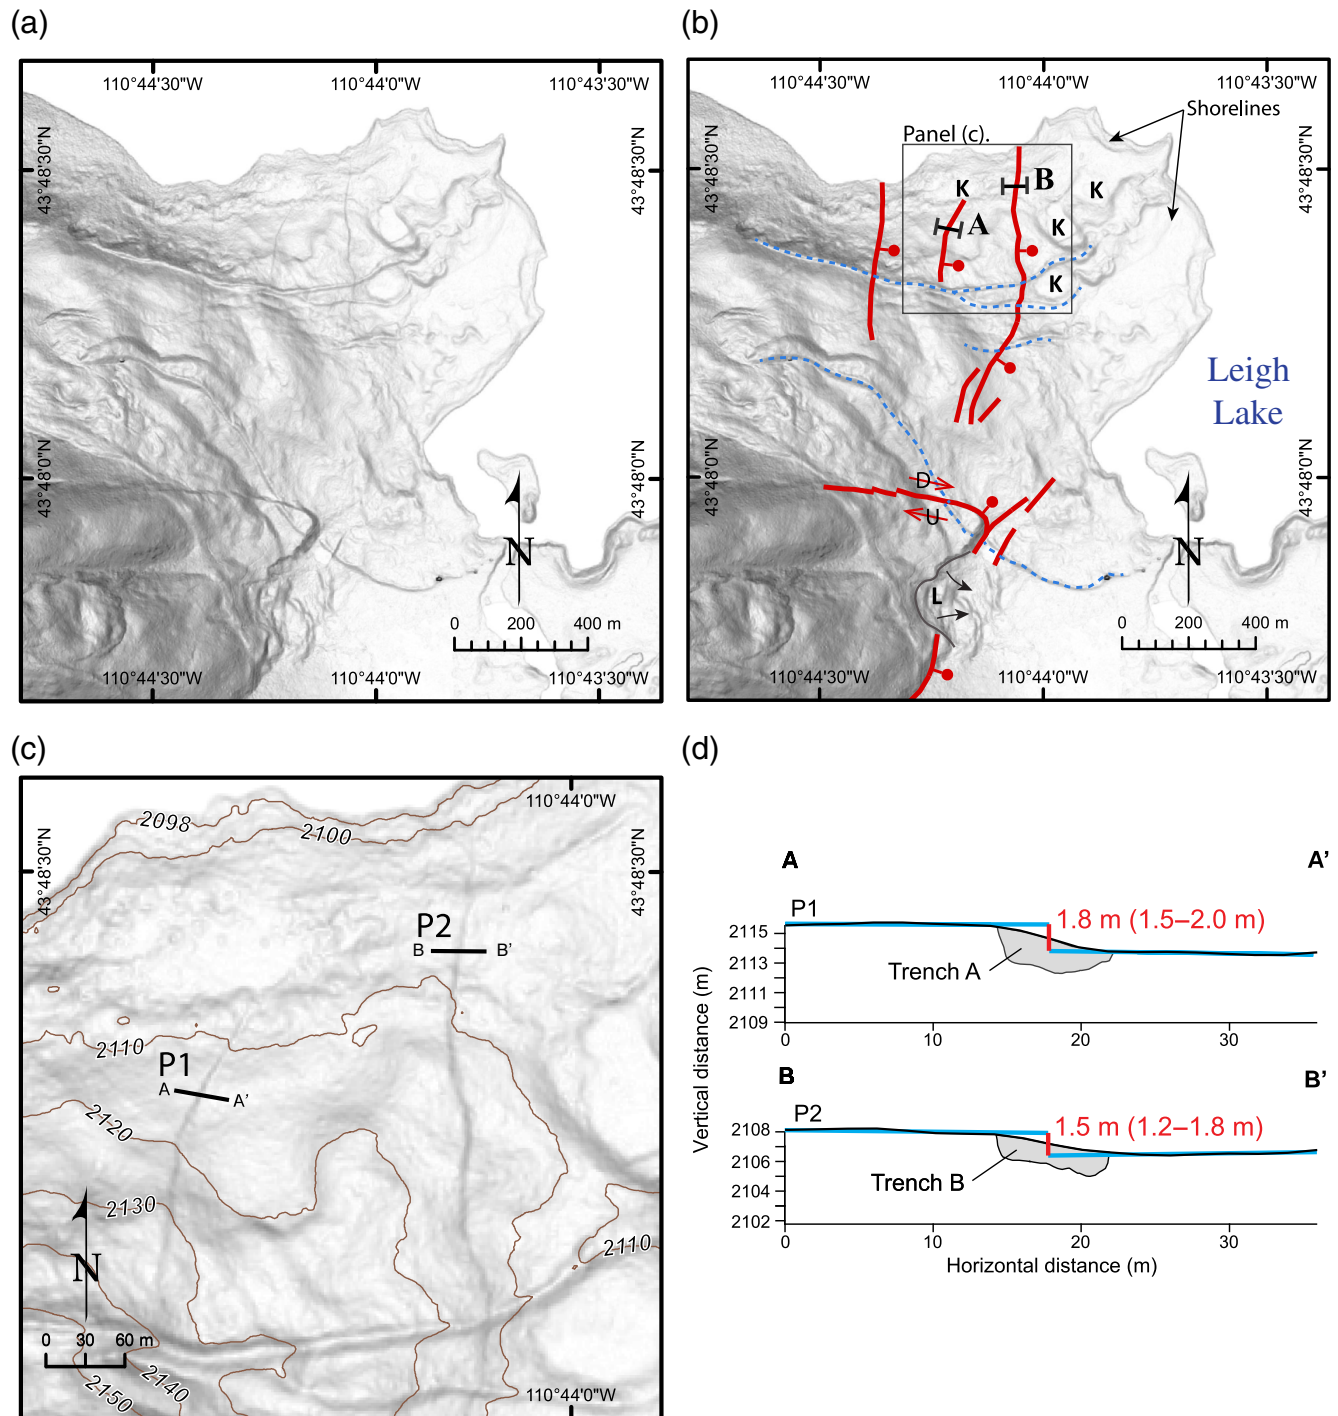 (a)
110°44'30"W
110°44'0"W
110°43'30"W
43°48'30"N
43°48'30"N
43°48'0"N
43°48'0"N
N
0 200 400 m
110°44'30"W
110°44'0"W
110°43'30"W
(b)
110°44'30"W
110°44'0"W
110°43'30"W
Shorelines
Panel (c).
43°48'30"N
43°48'30"N
K
B
K
A
K
K
Leigh
Lake
43°48'0"N
43°48'0"N
D
U
N
L
0 200 400 m
110°44'30"W
110°44'0"W
110°43'30"W
(c)
110°44'0"W
2098
2100
43°48'30"N
43°48'30"N
P2
B B'
2110
P1
A A'
2120
2130
2110
N
0 30 60 m
2140
2150
110°44'0"W
(d)
A A'
P1
1.8 m (1.5–2.0 m)
2115
2113
2111
2109
Trench A
0 10 20 30
B B'
P2
1.5 m (1.2–1.8 m)
2108
2106
2104
2102
Trench B
0 10 20 30
Vertical distance (m)
Horizontal distance (m)